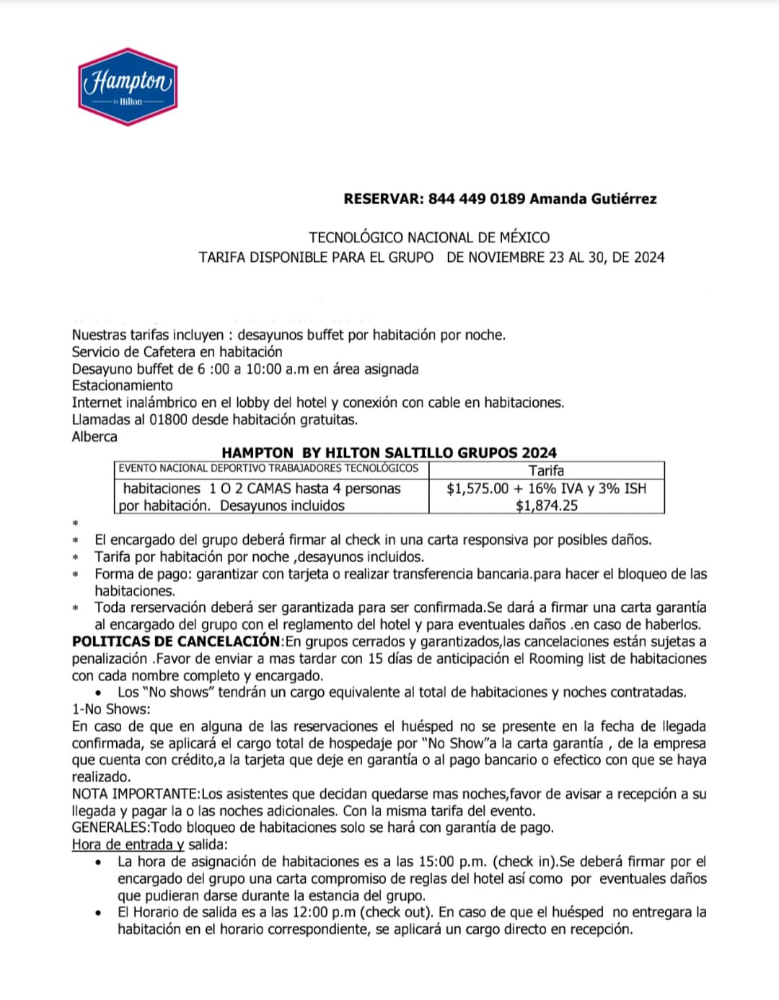 Hampton
by Hilton
RESERVAR: 844 449 0189 Amanda Gutiérrez
TECNOLÓGICO NACIONAL DE MÉXICO
TARIFA DISPONIBLE PARA EL GRUPO DE NOVIEMBRE 23 AL 30, DE 2024
Nuestras tarifas incluyen : desayunos buffet por habitación por noche.
Servicio de Cafetera en habitación
Desayuno buffet de 6 :00 a 10:00 a.m en área asignada
Estacionamiento
Internet inalámbrico en el lobby del hotel y conexión con cable en habitaciones.
Llamadas al 01800 desde habitación gratuitas.
Alberca
HAMPTON BY HILTON SALTILLO GRUPOS 2024
EVENTO NACIONAL DEPORTIVO TRABAJADORES TECNOLÓGICOS
Tarifa
habitaciones 1 O 2 CAMAS hasta 4 personas
por habitación. Desayunos incluidos
$1,575.00 + 16% IVA y 3% ISH
$1,874.25
*
* El encargado del grupo deberá firmar al check in una carta responsiva por posibles daños.
* Tarifa por habitación por noche ,desayunos incluidos.
* Forma de pago: garantizar con tarjeta o realizar transferencia bancaria.para hacer el bloqueo de las
habitaciones.
* Toda rerservación deberá ser garantizada para ser confirmada.Se dará a firmar una carta garantía
al encargado del grupo con el reglamento del hotel y para eventuales daños .en caso de haberlos.
POLITICAS DE CANCELACIÓN:En grupos cerrados y garantizados,las cancelaciones están sujetas a
penalización .Favor de enviar a mas tardar con 15 días de anticipación el Rooming list de habitaciones
con cada nombre completo y encargado.
• Los “No shows” tendrán un cargo equivalente al total de habitaciones y noches contratadas.
1-No Shows:
En caso de que en alguna de las reservaciones el huésped no se presente en la fecha de llegada
confirmada, se aplicará el cargo total de hospedaje por “No Show”a la carta garantía , de la empresa
que cuenta con crédito,a la tarjeta que deje en garantía o al pago bancario o efectico con que se haya
realizado.
NOTA IMPORTANTE:Los asistentes que decidan quedarse mas noches,favor de avisar a recepción a su
llegada y pagar la o las noches adicionales. Con la misma tarifa del evento.
GENERALES:Todo bloqueo de habitaciones solo se hará con garantía de pago.
Hora de entrada y salida:
• La hora de asignación de habitaciones es a las 15:00 p.m. (check in).Se deberá firmar por el
encargado del grupo una carta compromiso de reglas del hotel así como por eventuales daños
que pudieran darse durante la estancia del grupo.
• El Horario de salida es a las 12:00 p.m (check out). En caso de que el huésped no entregara la
habitación en el horario correspondiente, se aplicará un cargo directo en recepción.